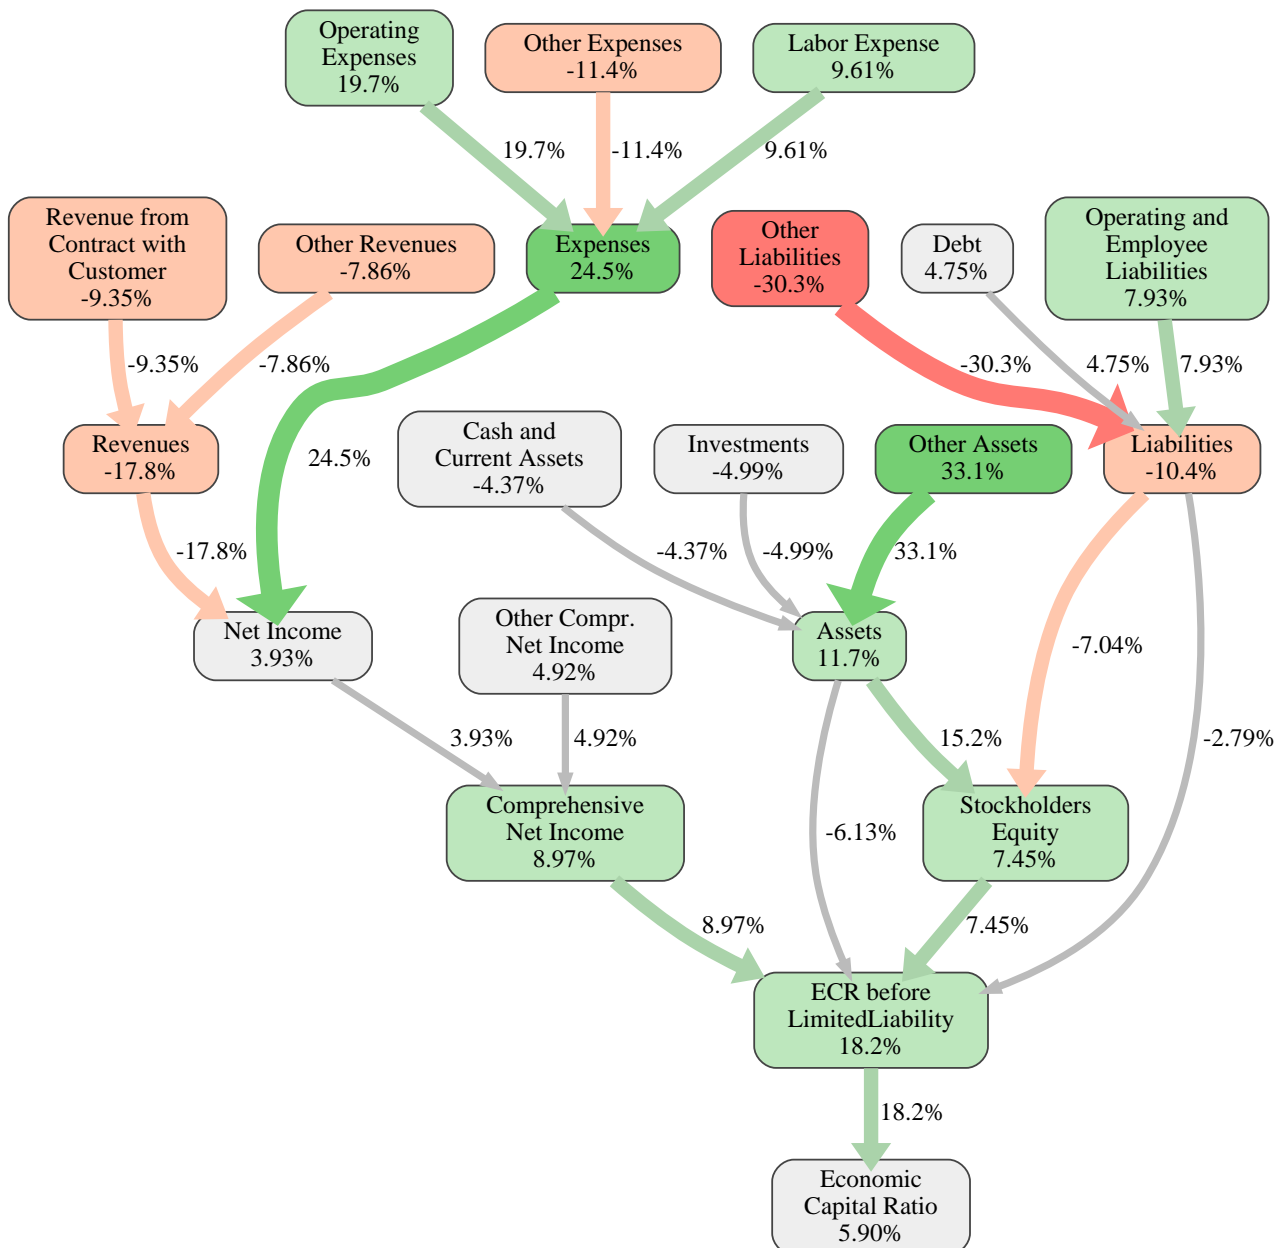 Operating
Expenses
19.7%
Other Expenses
-11.4%
Labor Expense
9.61%
19.7%
-11.4%
9.61%
Revenue from
Contract with
Customer
-9.35%
Other Revenues
-7.86%
Expenses
24.5%
Other
Liabilities
-30.3%
Debt
4.75%
Operating and
Employee
Liabilities
7.93%
-9.35%
-7.86%
-30.3%
4.75%
7.93%
Revenues
-17.8%
24.5%
Cash and
Current Assets
-4.37%
Investments
-4.99%
Other Assets
33.1%
Liabilities
-10.4%
-17.8%
-4.37%
-4.99%
33.1%
Net Income
3.93%
Other Compr.
Net Income
4.92%
Assets
11.7%
-7.04%
3.93%
4.92%
15.2%
-2.79%
Comprehensive
Net Income
8.97%
-6.13%
Stockholders
Equity
7.45%
8.97%
7.45%
ECR before
LimitedLiability
18.2%
18.2%
Economic
Capital Ratio
5.90%